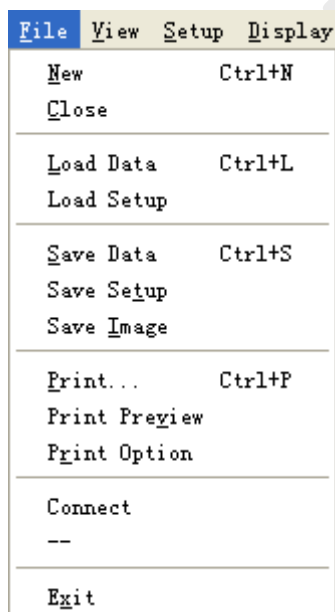 File View Setup Display
New Ctrl+N
Close
Load Data Ctrl+L
Load Setup
Save Data Ctrl+S
Save Setup
Save Image
Print... Ctrl+P
Print Preview
Print Option
Connect
--
Exit